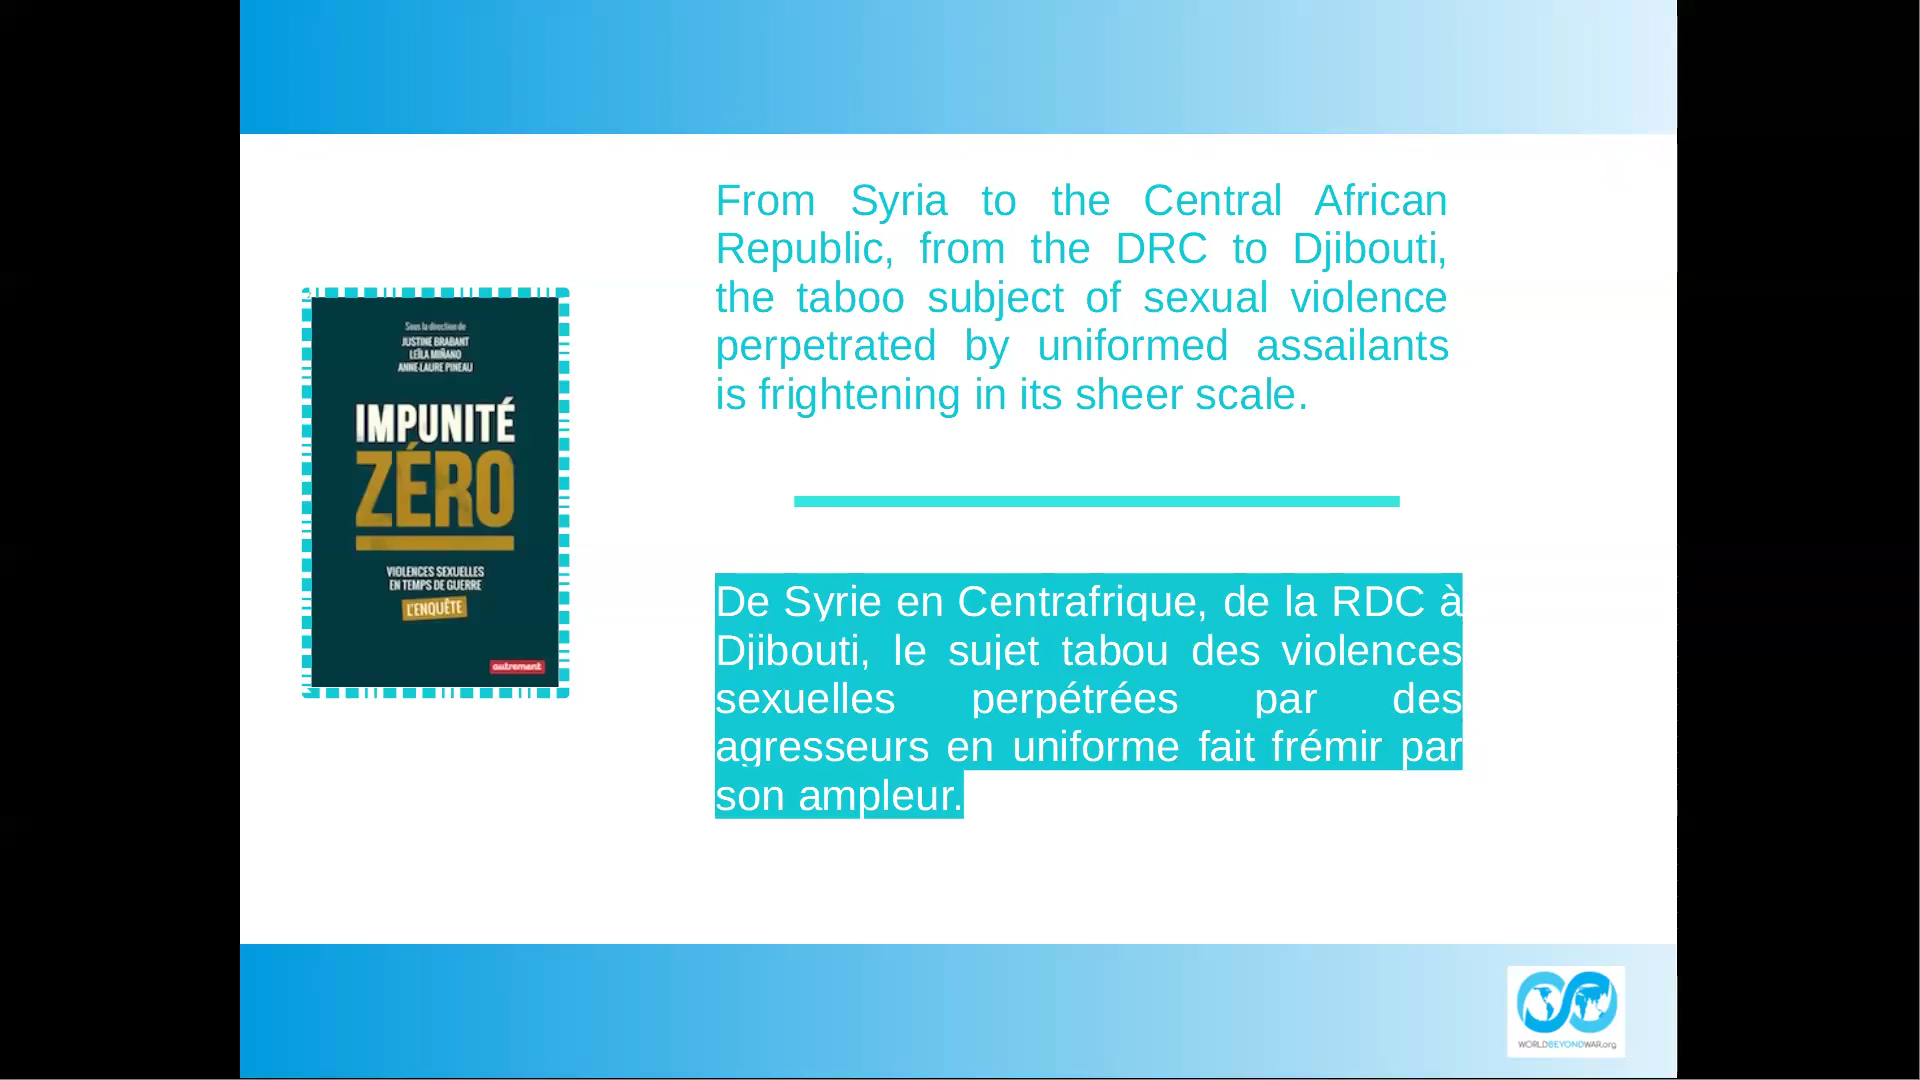 From Syria to the Central African
Republic, from the DRC to Djibouti,
the taboo subject of sexual violence
perpetrated by uniformed assailants
is frightening in its sheer scale.
Sous la direction de
JUSTINE BRABANT
LEÏLA MIÑANO
ANNE-LAURE PINEAU
IMPUNITÉ
ZÉRO
VIOLENCES SEXUELLES
EN TEMPS DE GUERRE
L'ENQUÊTE
autrement
De Syrie en Centrafrique, de la RDC à
Djibouti, le sujet tabou des violences
sexuelles perpétrées par des
agresseurs en uniforme fait frémir par
son ampleur.
WORLDBEYONDWAR.org